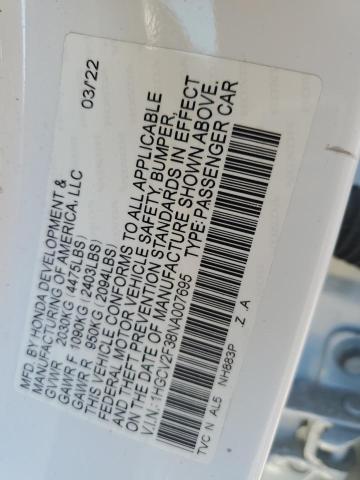 MFD. BY HONDA DEVELOPMENT &
MANUFACTURING OF AMERICA, LLC 03/22
GVWR 2030KG (4475LBS)
GAWR F 1090KG (2403LBS)
GAWR R 950KG (2094LBS)
THIS VEHICLE CONFORMS TO ALL APPLICABLE
FEDERAL MOTOR VEHICLE SAFETY, BUMPER,
AND THEFT PREVENTION STANDARDS IN EFFECT
ON THE DATE OF MANUFACTURE SHOWN ABOVE.
V.I.N.: 1HGCV2F38NA007695 TYPE: PASSENGER CAR
TVC N AL5 NH883P Z A